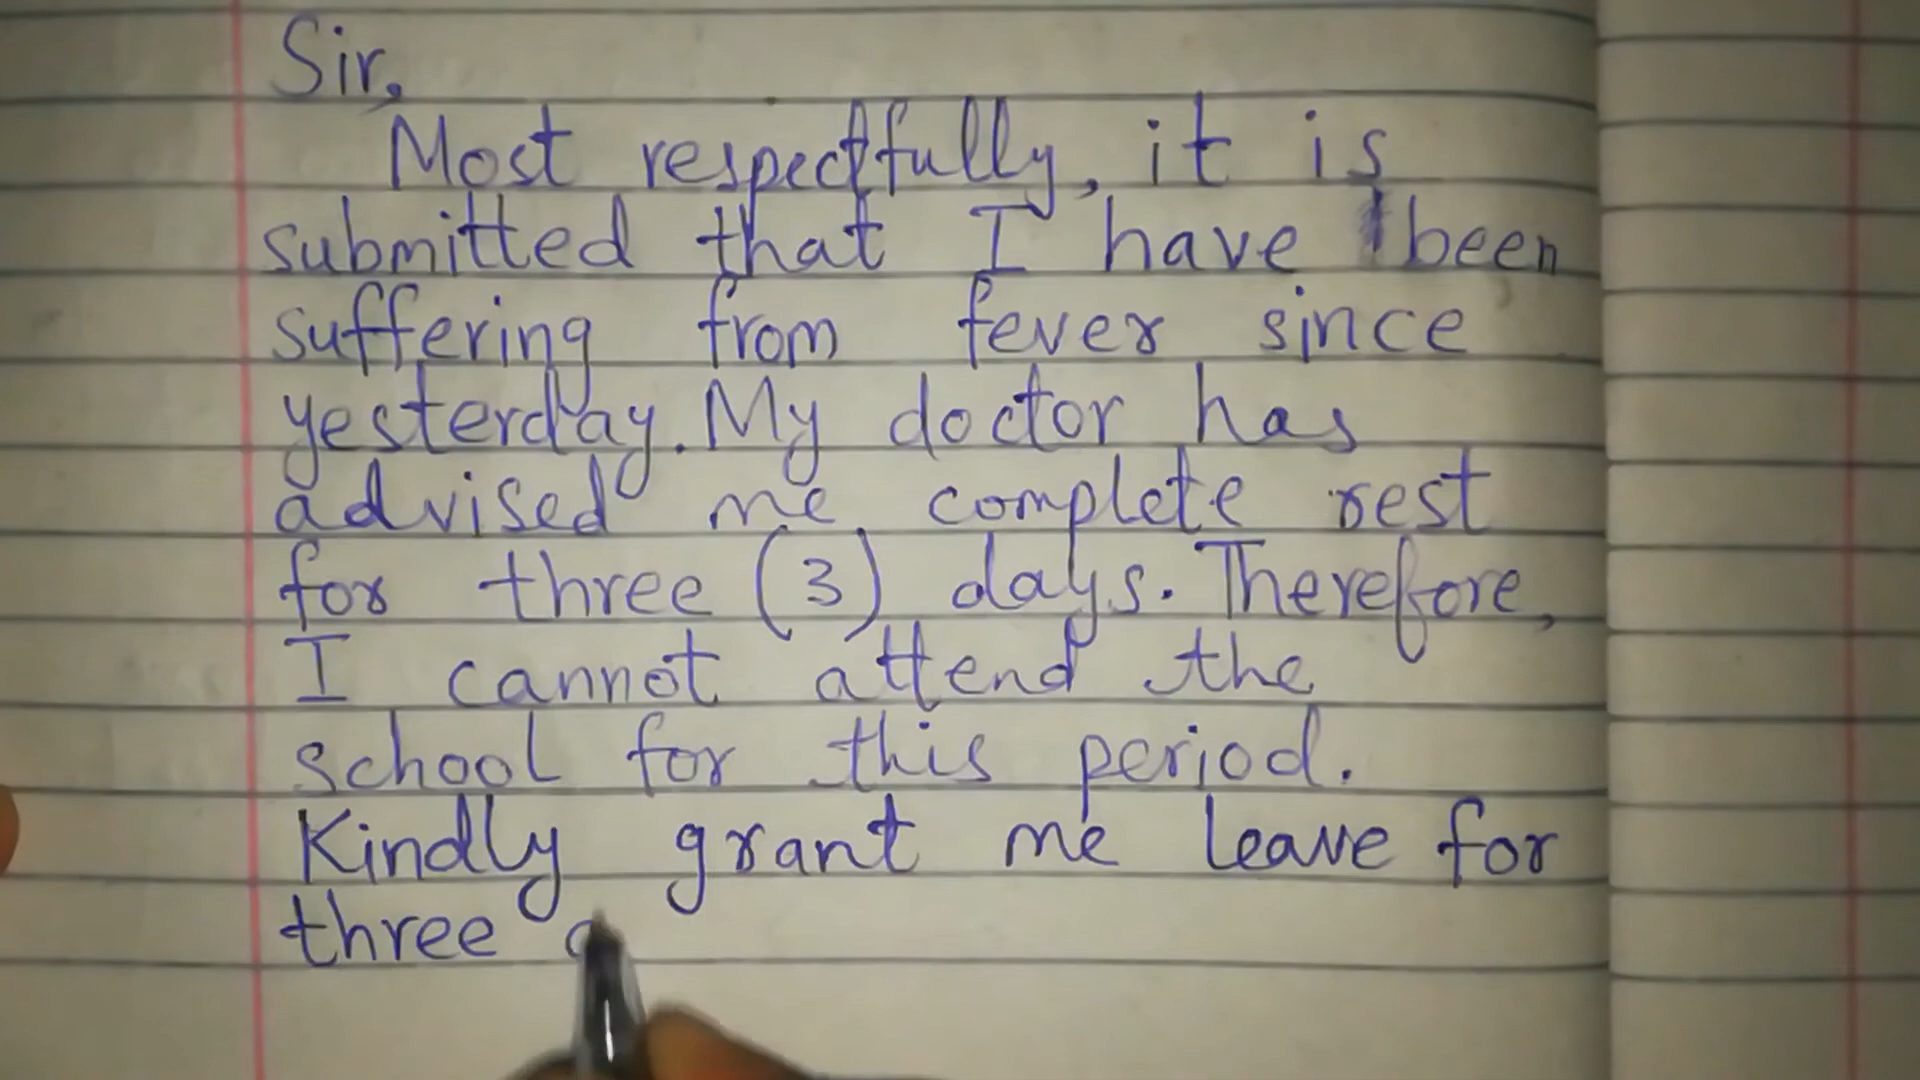 Sir,
Most respectfully, it is
submitted that I have been
suffering from fever since
yesterday. My doctor has
advised me complete rest
for three (3) days. Therefore,
I cannot attend the
school for this period.
Kindly grant me leave for
three